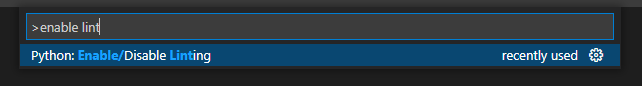 >enable lint
Python: Enable/Disable Linting recently used